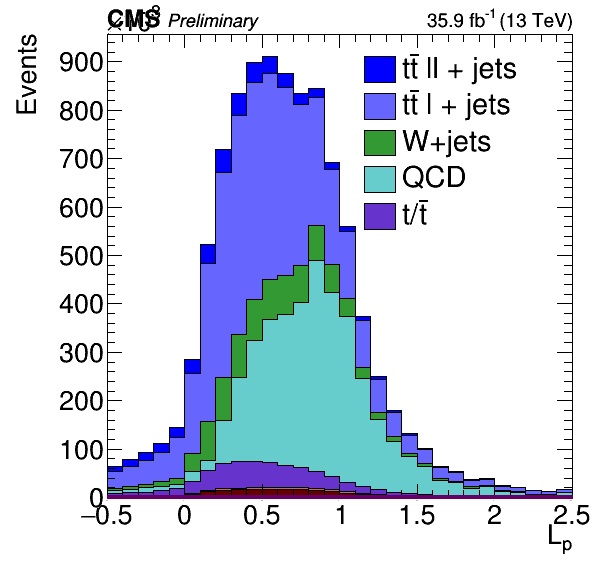 CMS Preliminary 35.9 fb⁻¹ (13 TeV)
×10³
Events
900
800
700
600
500
400
300
200
100
0
tt̄ ll + jets
tt̄ l + jets
W+jets
QCD
t/t̄
−0.5 0 0.5 1 1.5 2 2.5
Lₚ